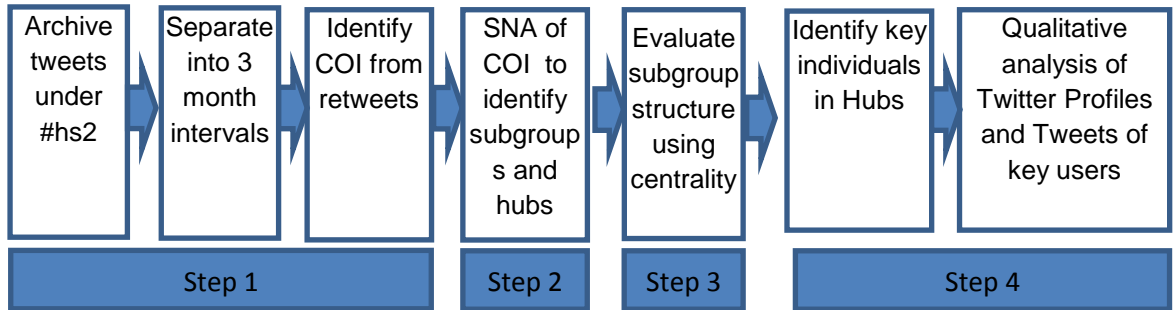 Archive
tweets
under
#hs2
Separate
into 3
month
intervals
Identify
COI from
retweets
SNA of
COI to
identify
subgroup
s and
hubs
Evaluate
subgroup
structure
using
centrality
Identify key
individuals
in Hubs
Qualitative
analysis of
Twitter Profiles
and Tweets of
key users
Step 1
Step 2
Step 3
Step 4